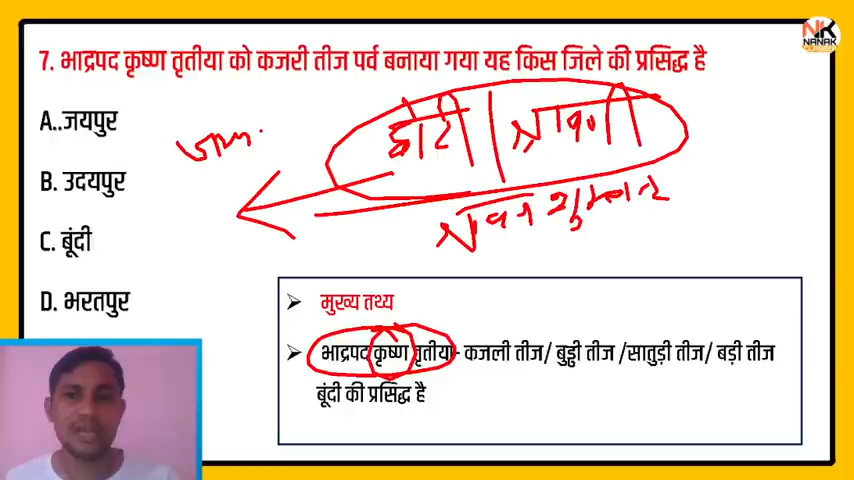 NK
NANAK
7. भाद्रपद कृष्ण तृतीया को कजरी तीज पर्व बनाया गया यह किस जिले की प्रसिद्ध है
A..जयपुर
छोटी श्रावणी
B. उदयपुर
C. बूंदी
D. भरतपुर
➢ मुख्य तथ्य
➢ भाद्रपद कृष्ण तृतीया- कजली तीज/ बुड्ढी तीज /सातुड़ी तीज/ बड़ी तीज
बूंदी की प्रसिद्ध है